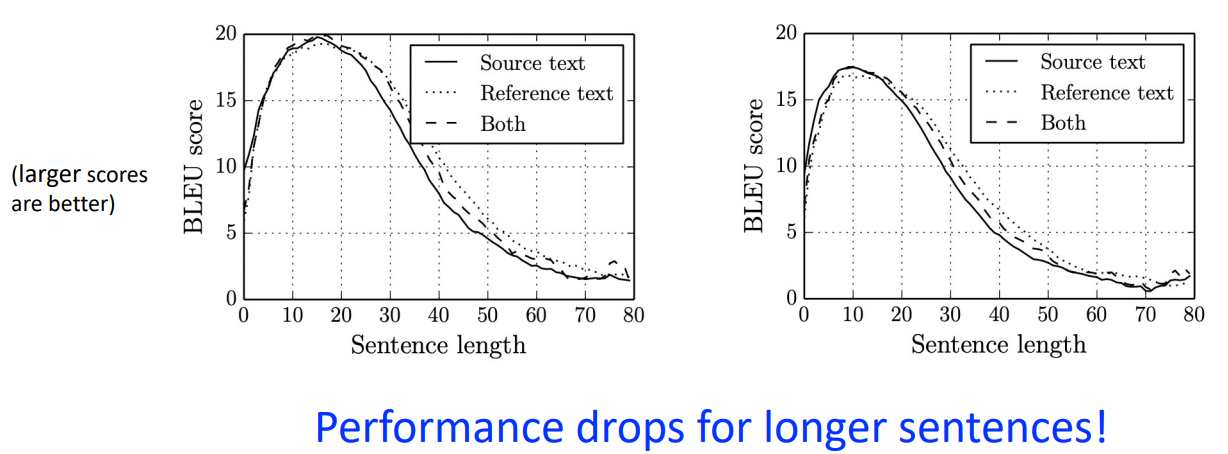 (larger scores
are better)
BLEU score
20
15
10
5
0
0 10 20 30 40 50 60 70 80
Sentence length
Source text
Reference text
Both
BLEU score
20
15
10
5
0
0 10 20 30 40 50 60 70 80
Sentence length
Source text
Reference text
Both
Performance drops for longer sentences!